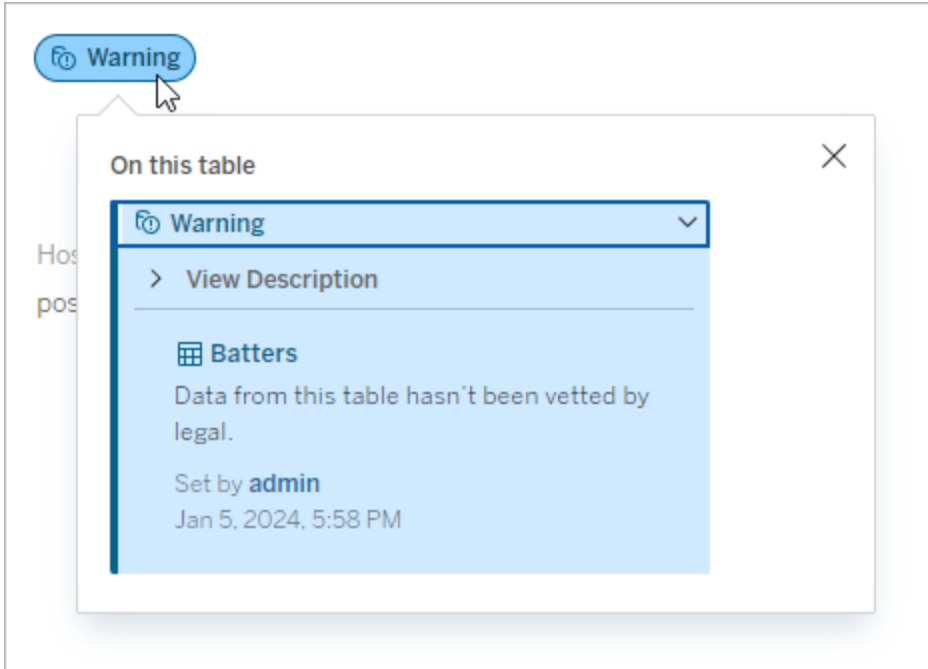 Warning
On this table
Warning
View Description
Batters
Data from this table hasn't been vetted by
legal.
Set by admin
Jan 5, 2024, 5:58 PM